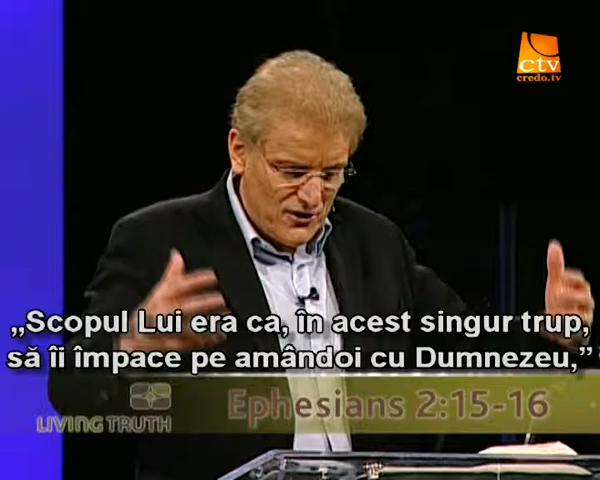 ctv
credo.tv
„Scopul Lui era ca, în acest singur trup,
să îi împace pe amândoi cu Dumnezeu,”
LIVING TRUTH
Ephesians 2:15-16